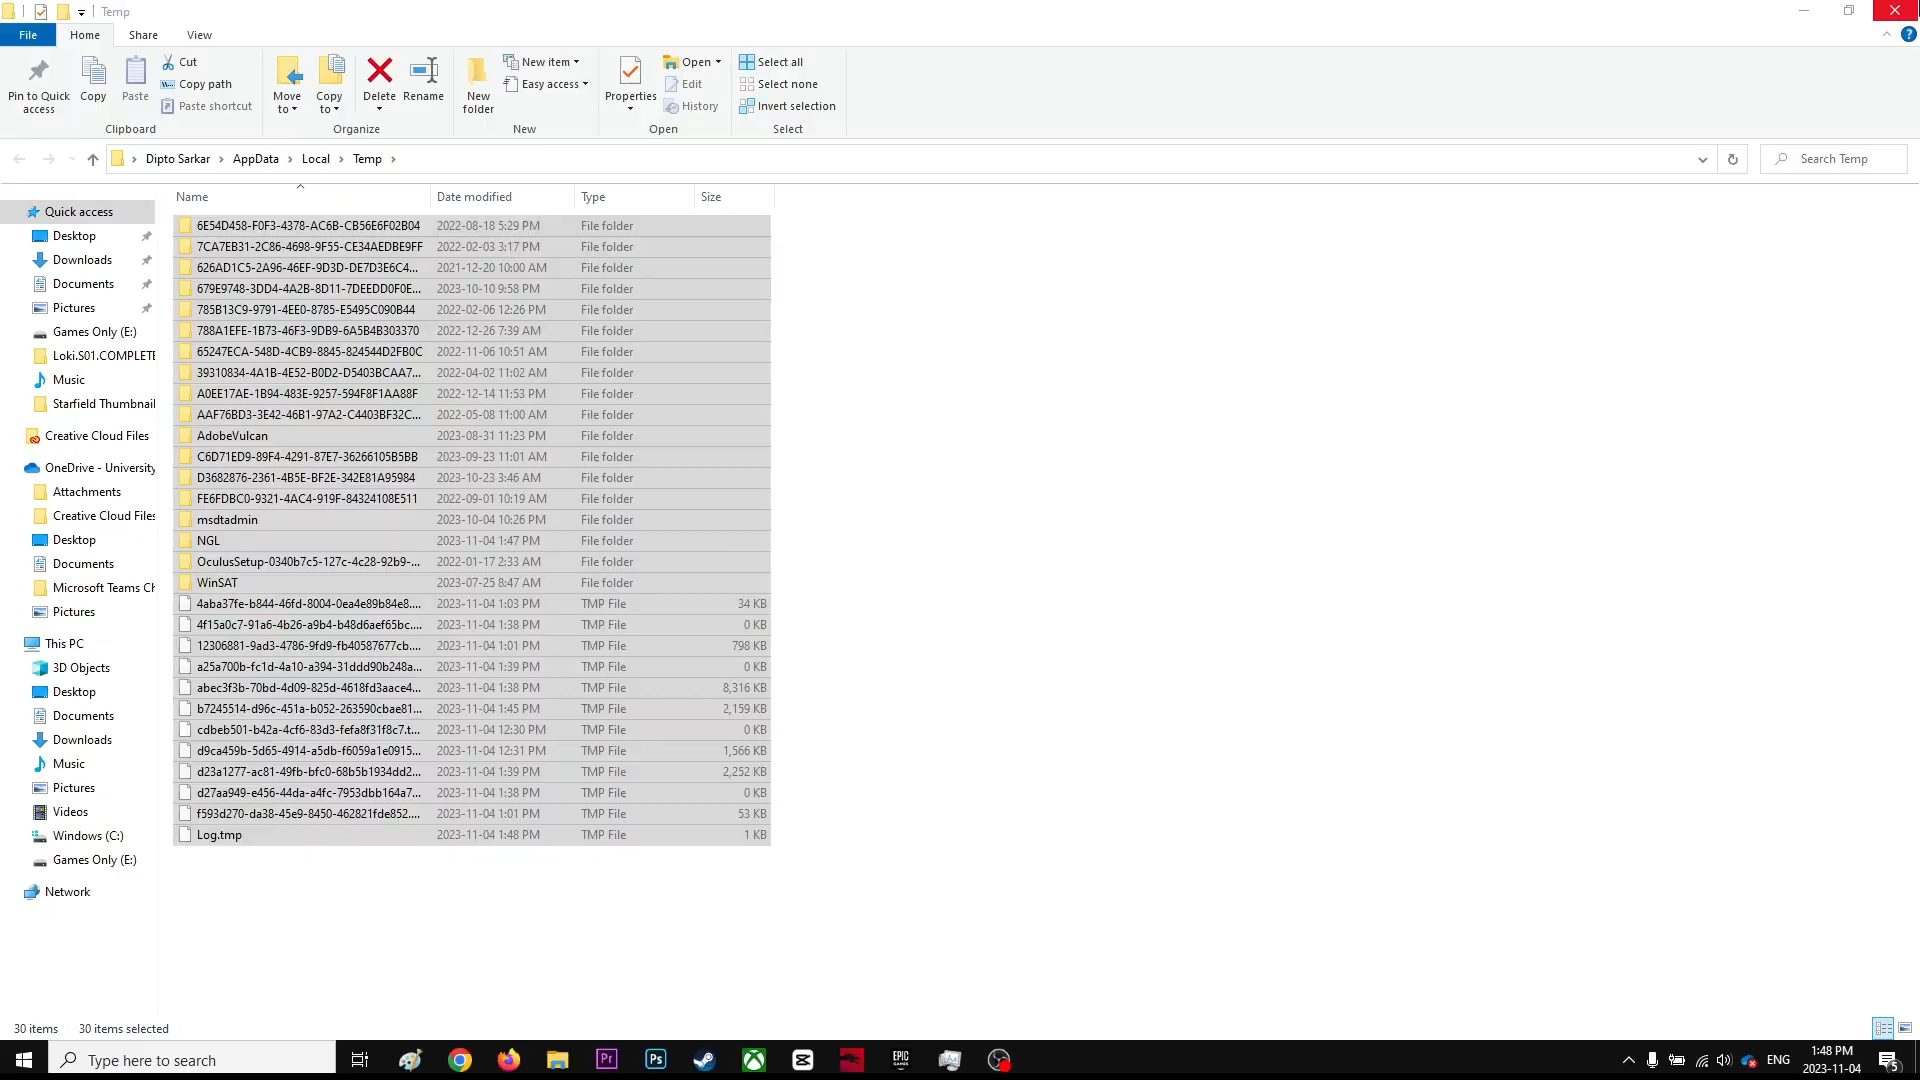 Temp
File Home Share View
Pin to Quick access
Copy
Paste
Cut
Copy path
Paste shortcut
Clipboard
Move to
Copy to
Delete
Rename
Organize
New folder
New item
Easy access
New
Properties
Open
Edit
History
Open
Select all
Select none
Invert selection
Select
Dipto Sarkar AppData Local Temp
Search Temp
Quick access
Desktop
Downloads
Documents
Pictures
Games Only (E:)
Loki.S01.COMPLETE
Music
Starfield Thumbnail
Creative Cloud Files
OneDrive - University
Attachments
Creative Cloud Files
Desktop
Documents
Microsoft Teams Ch
Pictures
This PC
3D Objects
Desktop
Documents
Downloads
Music
Pictures
Videos
Windows (C:)
Games Only (E:)
Network
Name Date modified Type Size
6E54D458-F0F3-4378-AC6B-CB56E6F02B04 2022-08-18 5:29 PM File folder
7CA7EB31-2C86-4698-9F55-CE34AEDBE9FF 2022-02-03 3:17 PM File folder
626AD1C5-2A96-46EF-9D3D-DE7D3E6C4... 2021-12-20 10:00 AM File folder
679E9748-3DD4-4A2B-8D11-7DEEDD0F0E... 2023-10-10 9:58 PM File folder
785B13C9-9791-4EE0-8785-E5495C090B44 2022-02-06 12:26 PM File folder
788A1EFE-1B73-46F3-9DB9-6A5B4B303370 2022-12-26 7:39 AM File folder
65247ECA-548D-4CB9-8845-824544D2FB0C 2022-11-06 10:51 AM File folder
39310834-4A1B-4E52-B0D2-D5403BCAA7... 2022-04-02 11:02 AM File folder
A0EE17AE-1B94-483E-9257-594F8F1AA88F 2022-12-14 11:53 PM File folder
AAF76BD3-3E42-46B1-97A2-C4403BF32C... 2022-05-08 11:00 AM File folder
AdobeVulcan 2023-08-31 11:23 PM File folder
C6D71ED9-89F4-4291-87E7-36266105B5BB 2023-09-23 11:01 AM File folder
D3682876-2361-4B5E-BF2E-342E81A95984 2023-10-23 3:46 AM File folder
FE6FDBC0-9321-4AC4-919F-84324108E511 2022-09-01 10:19 AM File folder
msdtadmin 2023-10-04 10:26 PM File folder
NGL 2023-11-04 1:47 PM File folder
OculusSetup-0340b7c5-127c-4c28-92b9-... 2022-01-17 2:33 AM File folder
WinSAT 2023-07-25 8:47 AM File folder
4aba37fe-b844-46fd-8004-0ea4e89b84e8.... 2023-11-04 1:03 PM TMP File 34 KB
4f15a0c7-91a6-4b26-a9b4-b48d6aef65bc.... 2023-11-04 1:38 PM TMP File 0 KB
12306881-9ad3-4786-9fd9-fb40587677cb.... 2023-11-04 1:01 PM TMP File 798 KB
a25a700b-fc1d-4a10-a394-31ddd90b248a... 2023-11-04 1:39 PM TMP File 0 KB
abec3f3b-70bd-4d09-825d-4618fd3aace4... 2023-11-04 1:38 PM TMP File 8,316 KB
b7245514-d96c-451a-b052-263590cbae81... 2023-11-04 1:45 PM TMP File 2,159 KB
cdbeb501-b42a-4cf6-83d3-fefa8f31f8c7.t... 2023-11-04 12:30 PM TMP File 0 KB
d9ca459b-5d65-4914-a5db-f6059a1e0915... 2023-11-04 12:31 PM TMP File 1,566 KB
d23a1277-ac81-49fb-bfc0-68b5b1934dd2... 2023-11-04 1:39 PM TMP File 2,252 KB
d27aa949-e456-44da-a4fc-7953dbb164a7... 2023-11-04 1:38 PM TMP File 0 KB
f593d270-da38-45e9-8450-462821fde852.... 2023-11-04 1:01 PM TMP File 53 KB
Log.tmp 2023-11-04 1:48 PM TMP File 1 KB
30 items 30 items selected
Type here to search
Pr
Ps
EPIC GAMES
ENG
1:48 PM
2023-11-04
5